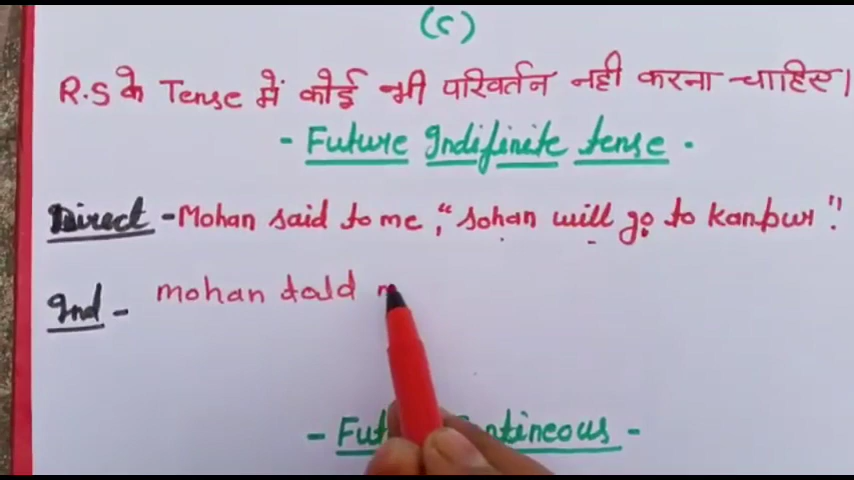 (C)
R.S के Tense में कोई भी परिवर्तन नही करना चाहिए।
- Future Indifinite tense -
Direct - Mohan said to me, "Sohan will go to Kanpur".
Ind - mohan told m
- Fut ntineous -